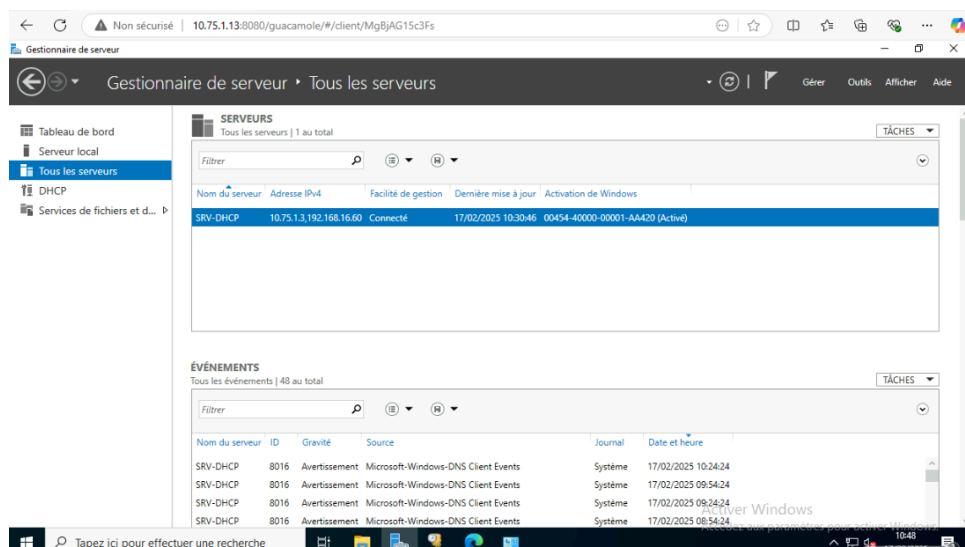 Non sécurisé | 10.75.1.13:8080/guacamole/#/client/MgBjAG15c3Fs
Gestionnaire de serveur
Gestionnaire de serveur ‣ Tous les serveurs
Gérer Outils Afficher Aide
Tableau de bord
Serveur local
Tous les serveurs
DHCP
Services de fichiers et d...
SERVEURS
Tous les serveurs | 1 au total
TÂCHES
Filtrer
Nom du serveur Adresse IPv4 Facilité de gestion Dernière mise à jour Activation de Windows
SRV-DHCP 10.75.1.3,192.168.16.60 Connecté 17/02/2025 10:30:46 00454-40000-00001-AA420 (Activé)
ÉVÉNEMENTS
Tous les événements | 48 au total
TÂCHES
Filtrer
Nom du serveur ID Gravité Source Journal Date et heure
SRV-DHCP 8016 Avertissement Microsoft-Windows-DNS Client Events Système 17/02/2025 10:24:24
SRV-DHCP 8016 Avertissement Microsoft-Windows-DNS Client Events Système 17/02/2025 09:54:24
SRV-DHCP 8016 Avertissement Microsoft-Windows-DNS Client Events Système 17/02/2025 09:24:24
SRV-DHCP 8016 Avertissement Microsoft-Windows-DNS Client Events Système 17/02/2025 08:54:24
Activer Windows
Accédez aux paramètres pour activer Windows.
Tapez ici pour effectuer une recherche
10:48